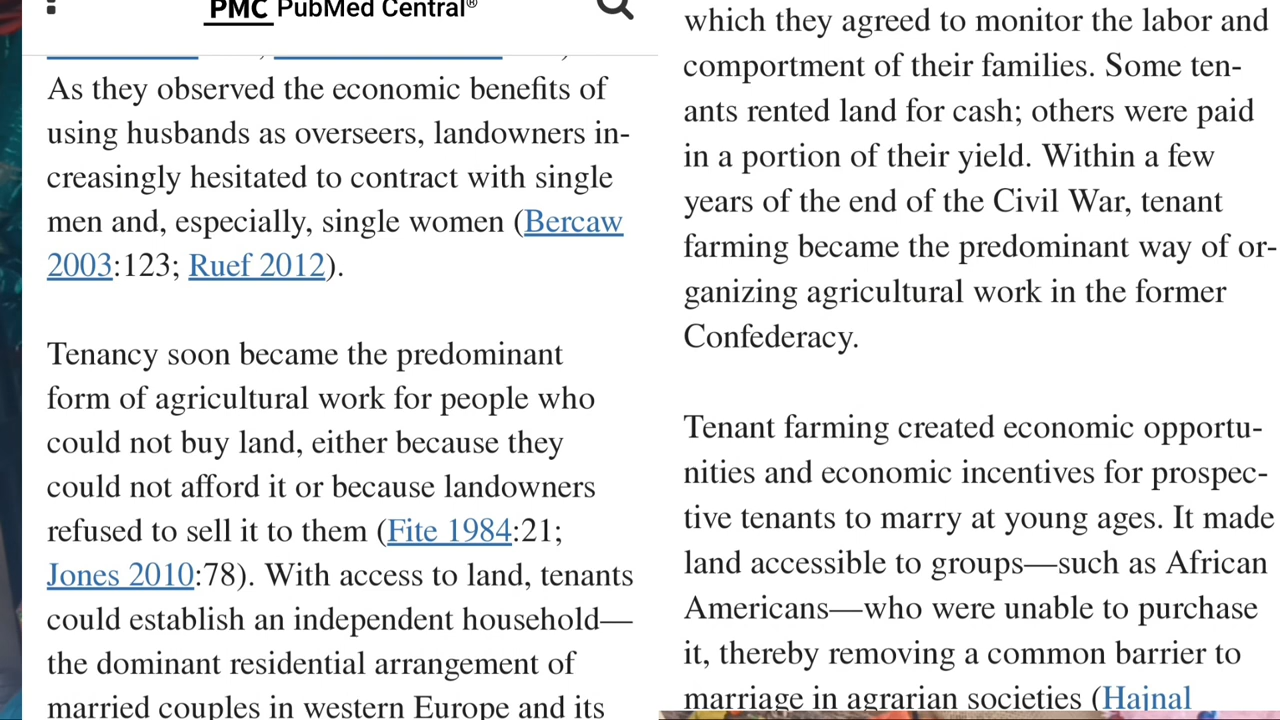 PMC PubMed Central®
As they observed the economic benefits of
using husbands as overseers, landowners in-
creasingly hesitated to contract with single
men and, especially, single women (Bercaw
2003:123; Ruef 2012).
Tenancy soon became the predominant
form of agricultural work for people who
could not buy land, either because they
could not afford it or because landowners
refused to sell it to them (Fite 1984:21;
Jones 2010:78). With access to land, tenants
could establish an independent household—
the dominant residential arrangement of
married couples in western Europe and its
which they agreed to monitor the labor and
comportment of their families. Some ten-
ants rented land for cash; others were paid
in a portion of their yield. Within a few
years of the end of the Civil War, tenant
farming became the predominant way of or-
ganizing agricultural work in the former
Confederacy.
Tenant farming created economic opportu-
nities and economic incentives for prospec-
tive tenants to marry at young ages. It made
land accessible to groups—such as African
Americans—who were unable to purchase
it, thereby removing a common barrier to
marriage in agrarian societies (Hajnal